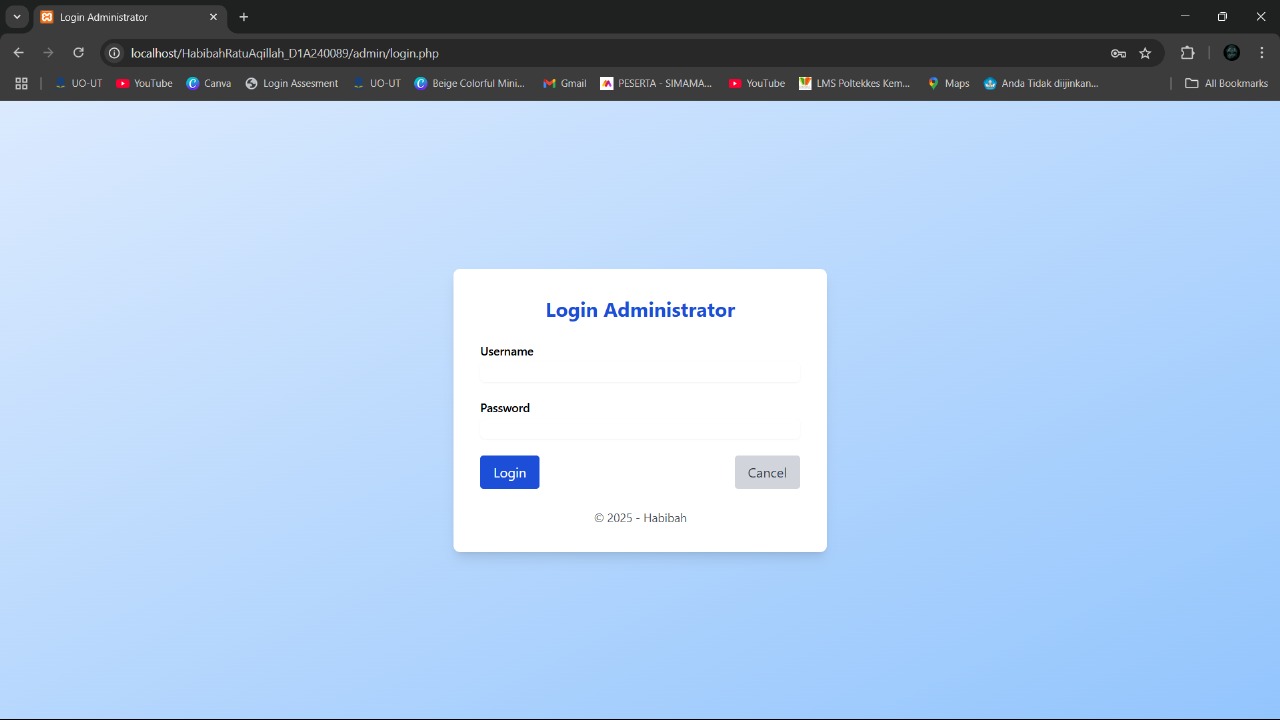 Login Administrator
localhost/HabibahRatuAqillah_D1A240089/admin/login.php
UO-UT YouTube Canva Login Assesment UO-UT Beige Colorful Mini... Gmail PESERTA - SIMAMA... YouTube LMS Poltekkes Kem... Maps Anda Tidak diijinkan... All Bookmarks
Login Administrator
Username
Password
Login Cancel
© 2025 - Habibah